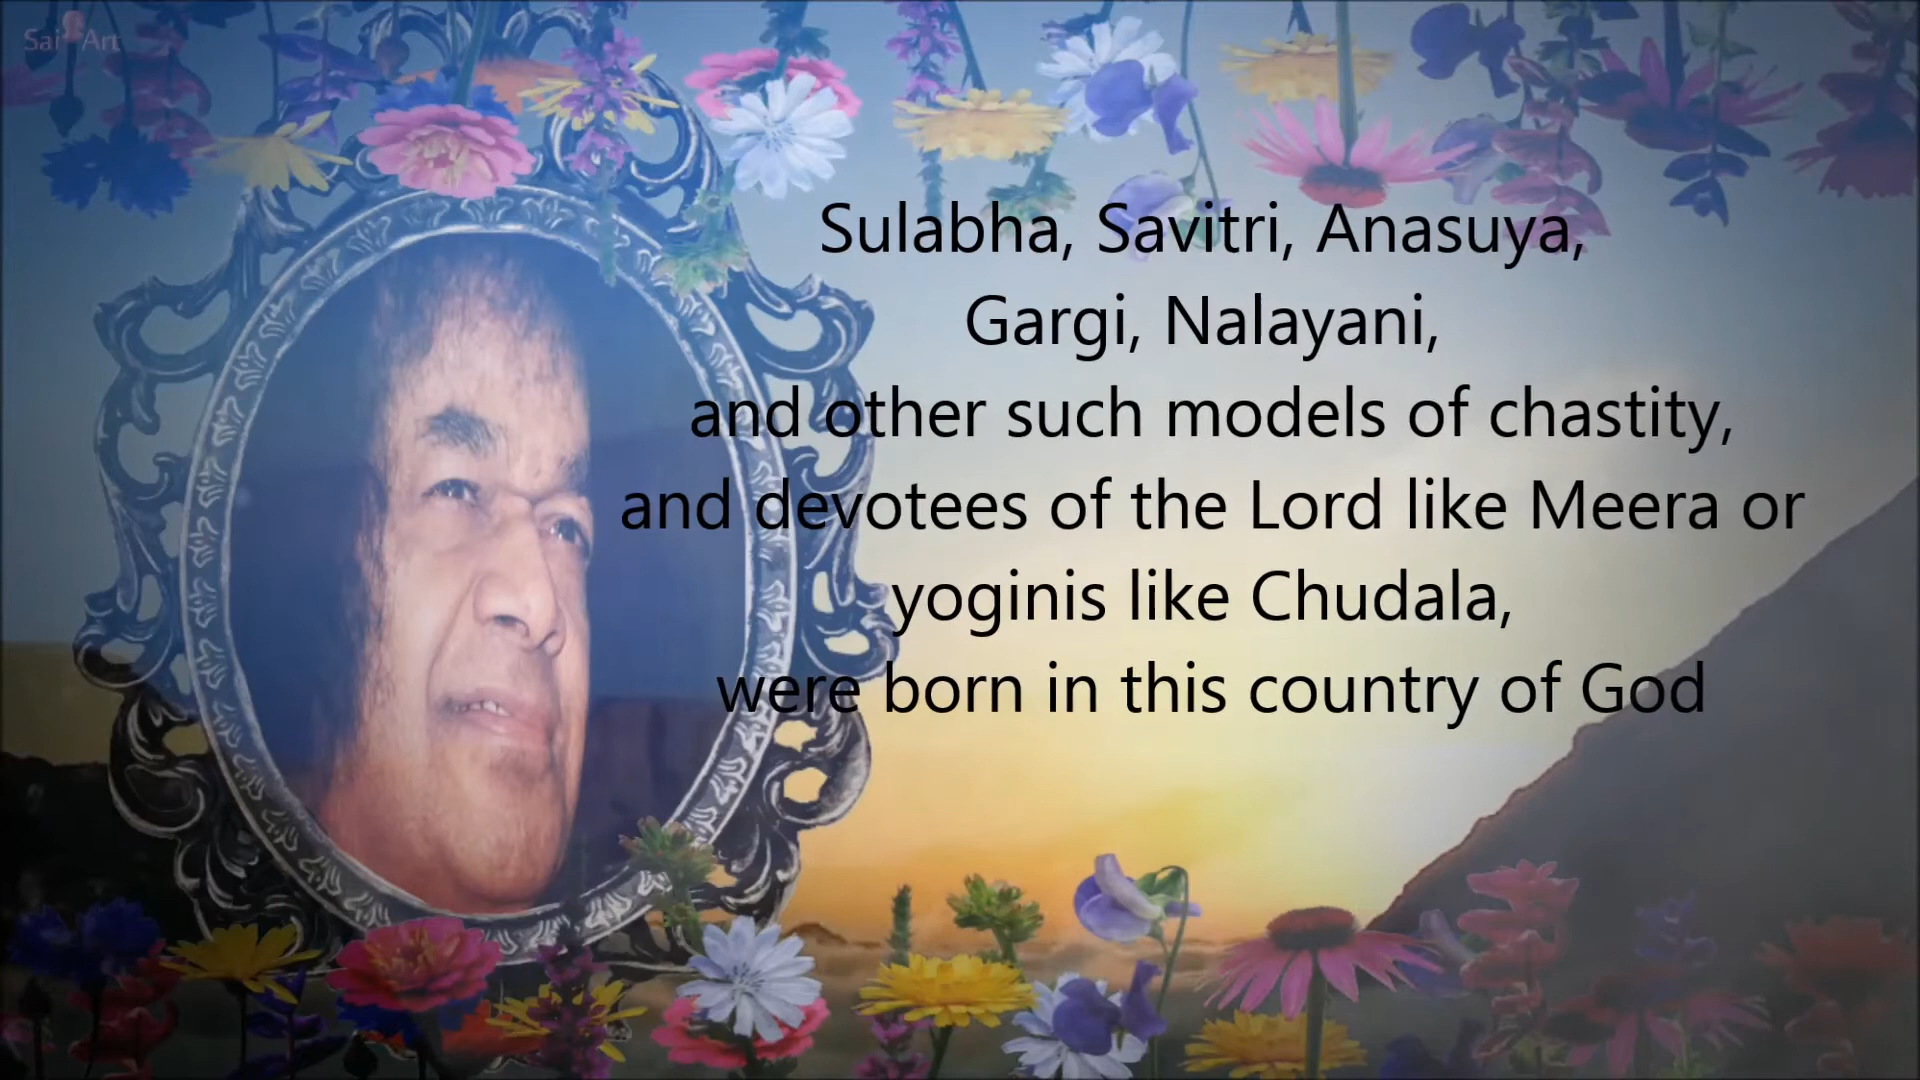 Sai Art
Sulabha, Savitri, Anasuya,
Gargi, Nalayani,
and other such models of chastity,
and devotees of the Lord like Meera or
yoginis like Chudala,
were born in this country of God